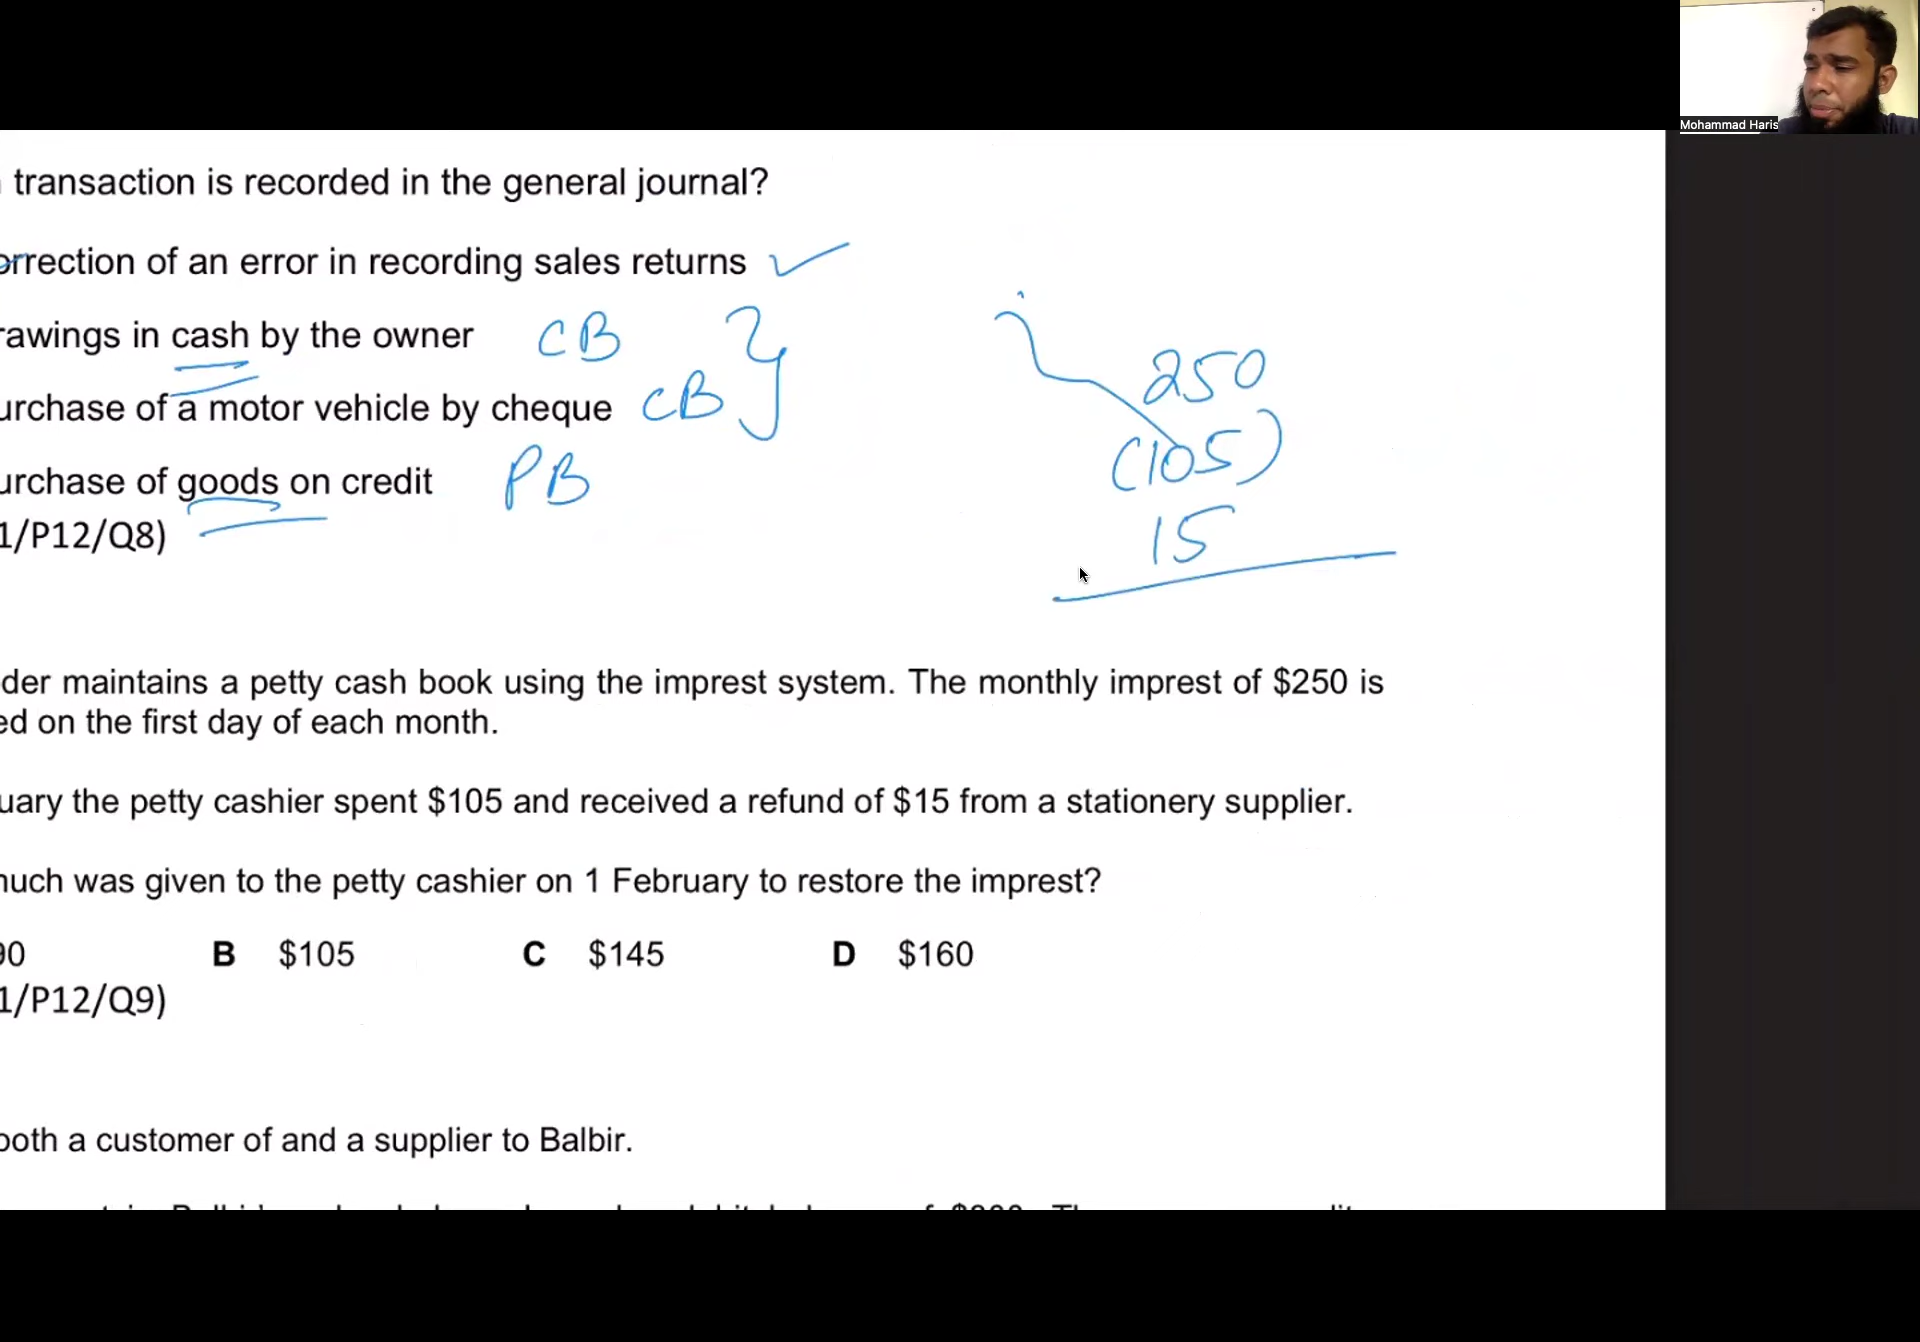 Mohammad Haris
transaction is recorded in the general journal?
orrection of an error in recording sales returns ✓
rawings in cash by the owner CB
250
urchase of a motor vehicle by cheque CB
(105)
urchase of goods on credit PB
15
1/P12/Q8)
der maintains a petty cash book using the imprest system. The monthly imprest of $250 is
ed on the first day of each month.
uary the petty cashier spent $105 and received a refund of $15 from a stationery supplier.
much was given to the petty cashier on 1 February to restore the imprest?
90 B $105 C $145 D $160
1/P12/Q9)
both a customer of and a supplier to Balbir.